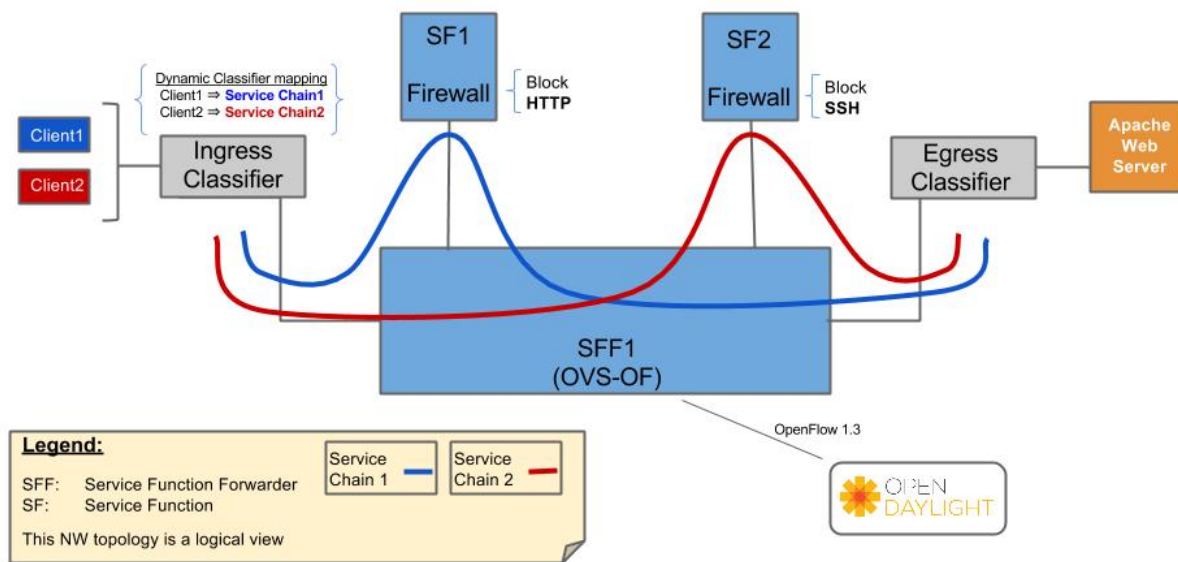 SF1
Firewall
Block
HTTP
SF2
Firewall
Block
SSH
Dynamic Classifier mapping
Client1 ⇒ Service Chain1
Client2 ⇒ Service Chain2
Client1
Client2
Ingress
Classifier
Egress
Classifier
Apache
Web
Server
SFF1
(OVS-OF)
OpenFlow 1.3
OPEN
DAYLIGHT
Legend:
SFF: Service Function Forwarder
SF: Service Function
This NW topology is a logical view
Service
Chain 1
Service
Chain 2